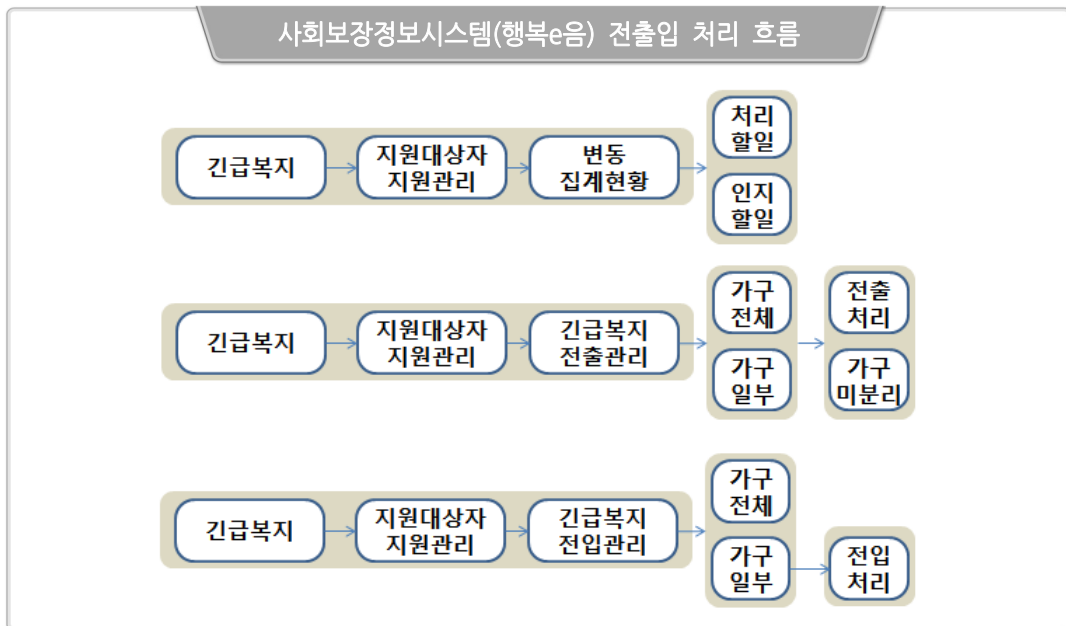 사회보장정보시스템(행복e음) 전출입 처리 흐름
긴급복지
지원대상자
지원관리
변동
집계현황
처리
할일
인지
할일
긴급복지
지원대상자
지원관리
긴급복지
전출관리
가구
전체
가구
일부
전출
처리
가구
미분리
긴급복지
지원대상자
지원관리
긴급복지
전입관리
가구
전체
가구
일부
전입
처리